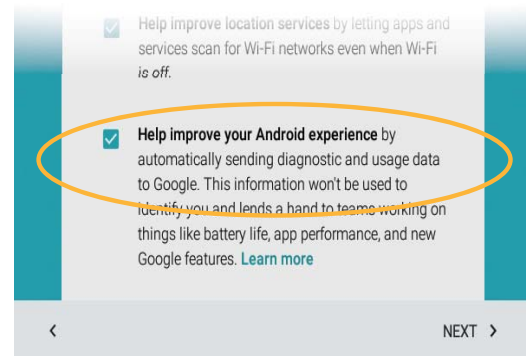 Help improve location services by letting apps and
services scan for Wi-Fi networks even when Wi-Fi
is off.
Help improve your Android experience by
automatically sending diagnostic and usage data
to Google. This information won't be used to
identify you and lends a hand to teams working on
things like battery life, app performance, and new
Google features. Learn more
NEXT